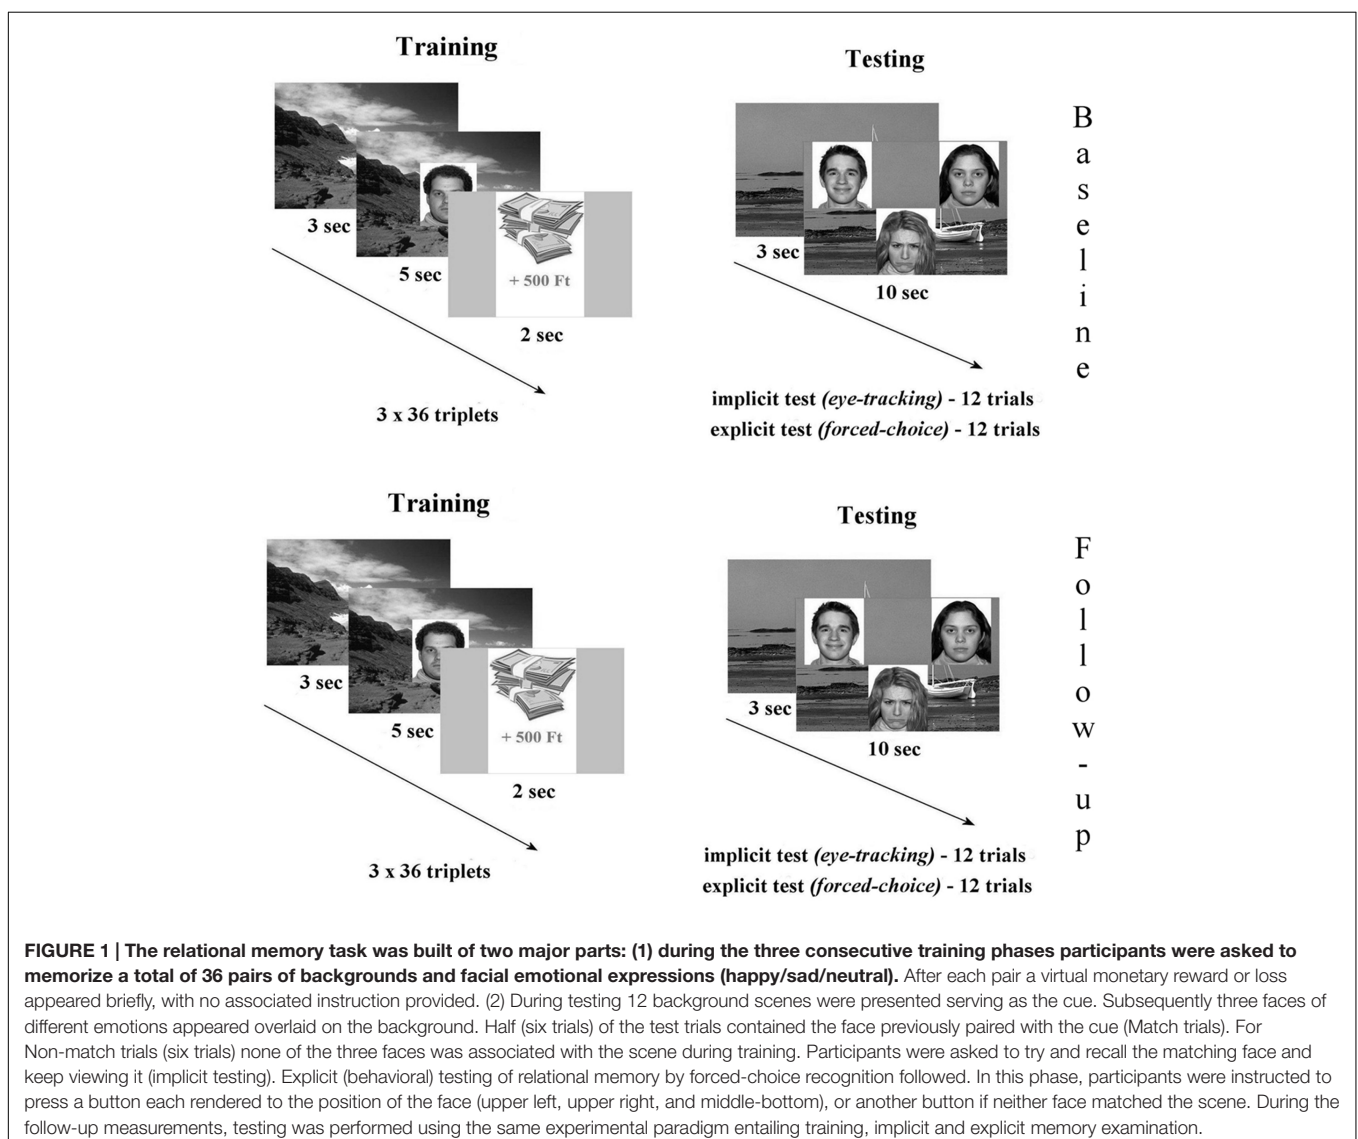 Training
3 sec
5 sec
+ 500 Ft
2 sec
3 x 36 triplets
Testing
3 sec
10 sec
implicit test (eye-tracking) - 12 trials
explicit test (forced-choice) - 12 trials
Baseline
Training
3 sec
5 sec
+ 500 Ft
2 sec
3 x 36 triplets
Testing
3 sec
10 sec
implicit test (eye-tracking) - 12 trials
explicit test (forced-choice) - 12 trials
Follow-up
FIGURE 1 | The relational memory task was built of two major parts: (1) during the three consecutive training phases participants were asked to
memorize a total of 36 pairs of backgrounds and facial emotional expressions (happy/sad/neutral). After each pair a virtual monetary reward or loss
appeared briefly, with no associated instruction provided. (2) During testing 12 background scenes were presented serving as the cue. Subsequently three faces of
different emotions appeared overlaid on the background. Half (six trials) of the test trials contained the face previously paired with the cue (Match trials). For
Non-match trials (six trials) none of the three faces was associated with the scene during training. Participants were asked to try and recall the matching face and
keep viewing it (implicit testing). Explicit (behavioral) testing of relational memory by forced-choice recognition followed. In this phase, participants were instructed to
press a button each rendered to the position of the face (upper left, upper right, and middle-bottom), or another button if neither face matched the scene. During the
follow-up measurements, testing was performed using the same experimental paradigm entailing training, implicit and explicit memory examination.